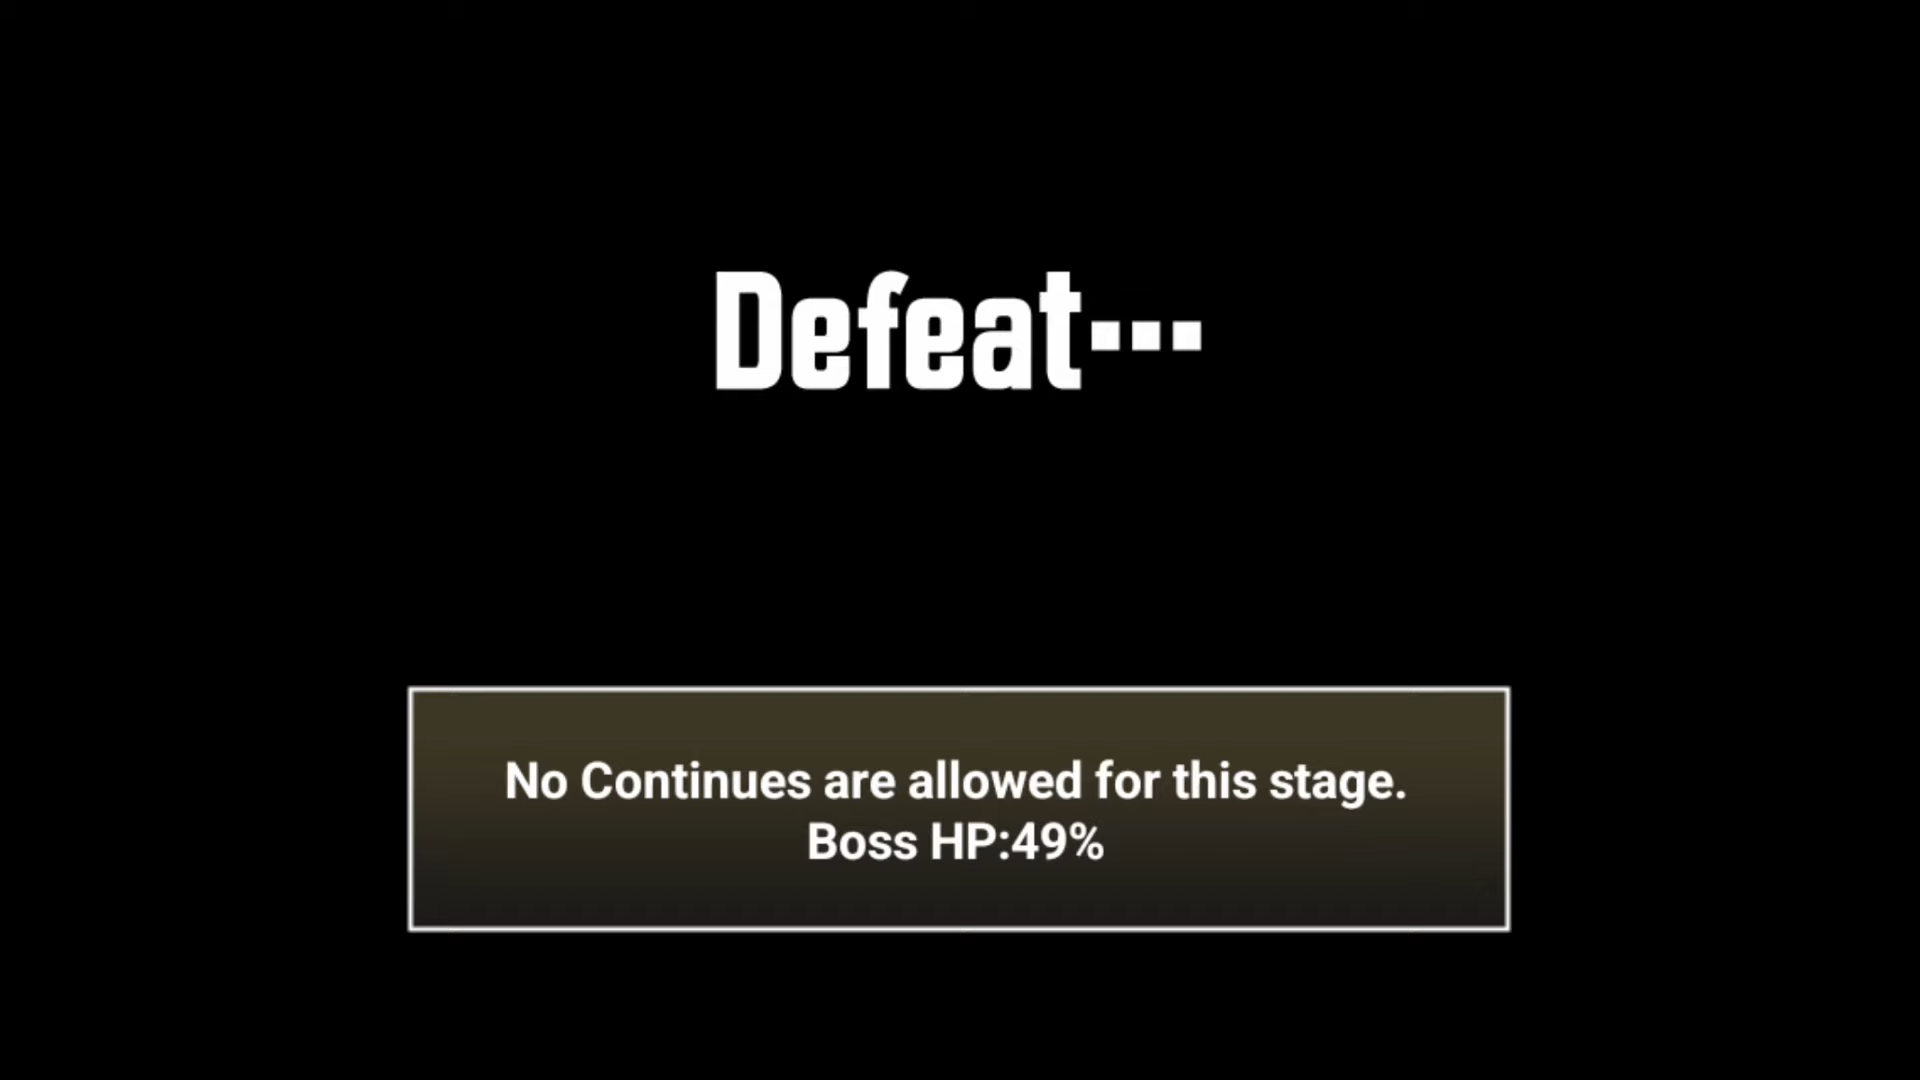 Defeat···
No Continues are allowed for this stage.
Boss HP:49%